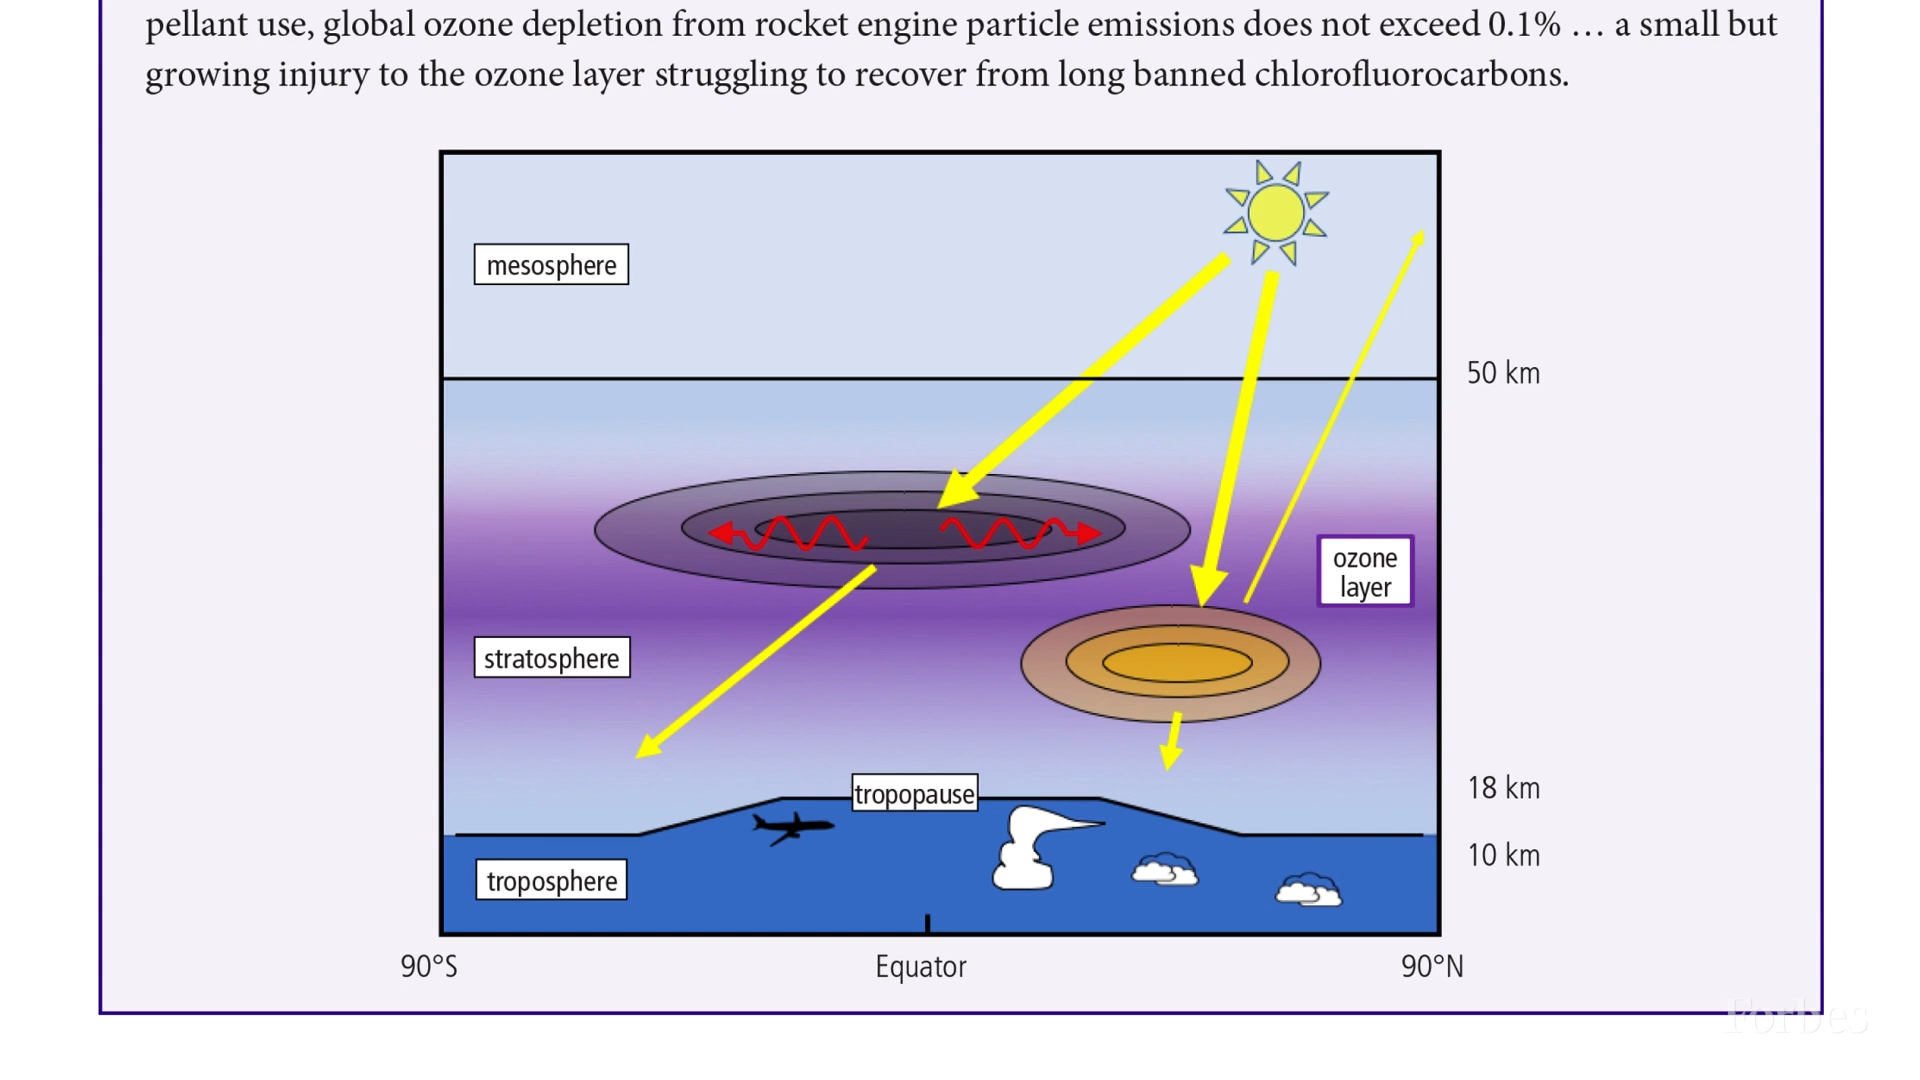 pellant use, global ozone depletion from rocket engine particle emissions does not exceed 0.1% … a small but
growing injury to the ozone layer struggling to recover from long banned chlorofluorocarbons.
mesosphere
50 km
ozone
layer
stratosphere
18 km
tropopause
10 km
troposphere
90°S
Equator
90°N
Forbes